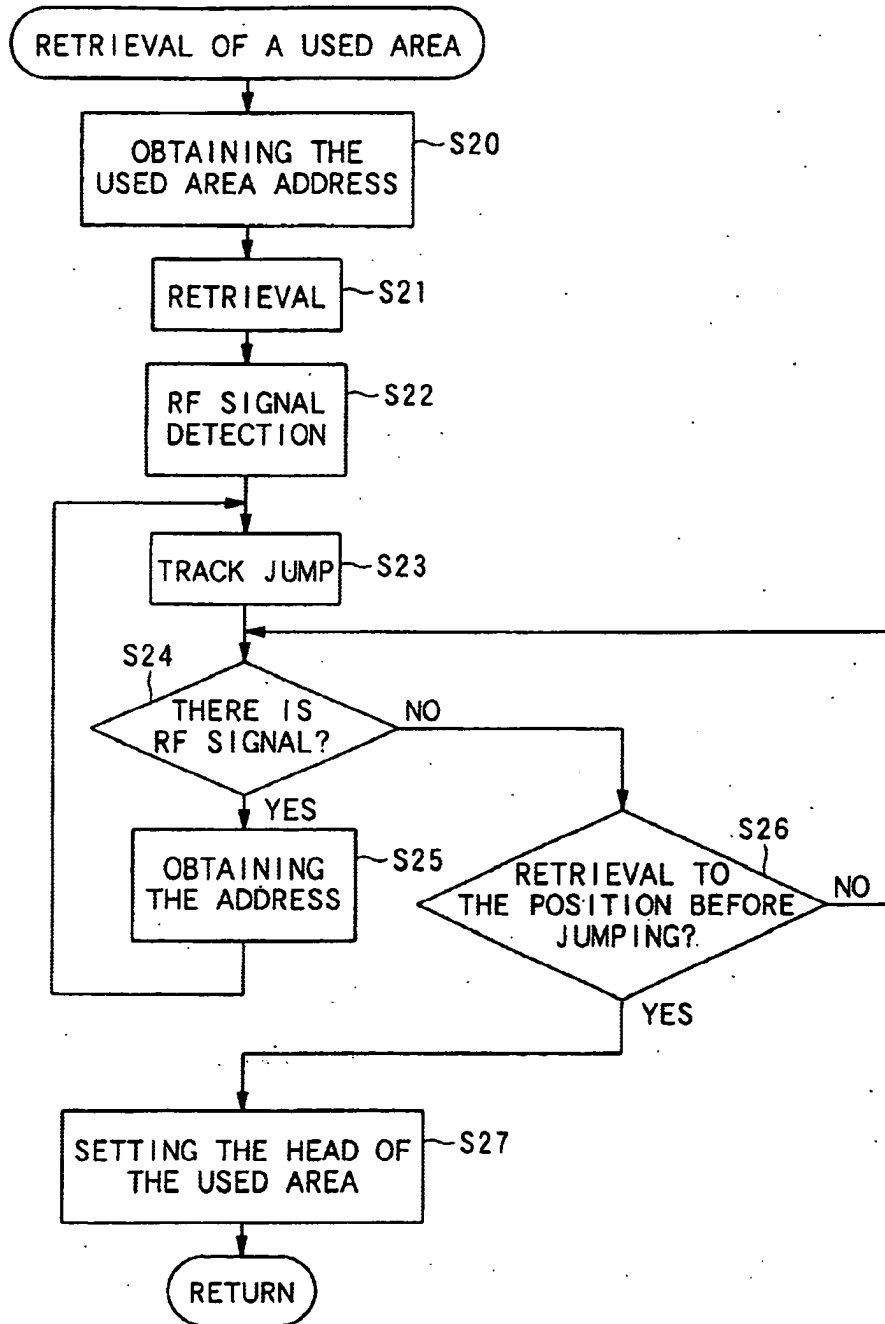 RETRIEVAL OF A USED AREA
OBTAINING THE
USED AREA ADDRESS
S20
RETRIEVAL
S21
RF SIGNAL
DETECTION
S22
TRACK JUMP
S23
S24
THERE IS
RF SIGNAL?
NO
YES
OBTAINING
THE ADDRESS
S25
S26
RETRIEVAL TO
THE POSITION BEFORE
JUMPING?
NO
YES
SETTING THE HEAD OF
THE USED AREA
S27
RETURN